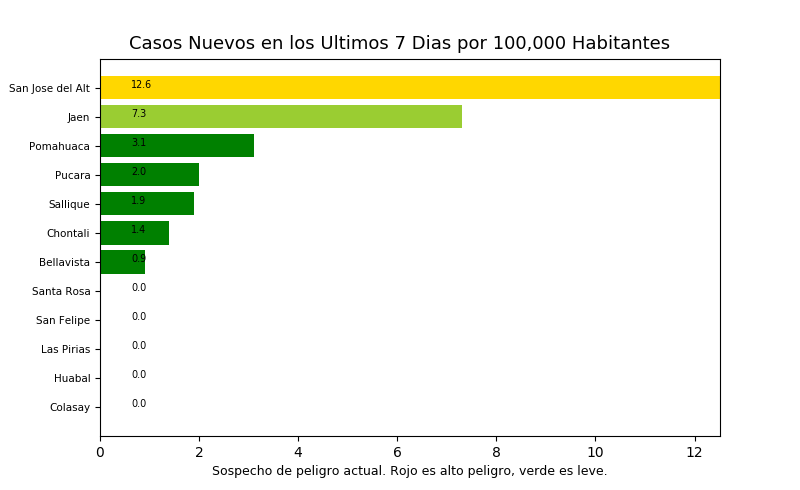 Casos Nuevos en los Ultimos 7 Dias por 100,000 Habitantes
San Jose del Alt 12.6
Jaen 7.3
Pomahuaca 3.1
Pucara 2.0
Sallique 1.9
Chontali 1.4
Bellavista 0.9
Santa Rosa 0.0
San Felipe 0.0
Las Pirias 0.0
Huabal 0.0
Colasay 0.0
0 2 4 6 8 10 12
Sospecho de peligro actual. Rojo es alto peligro, verde es leve.